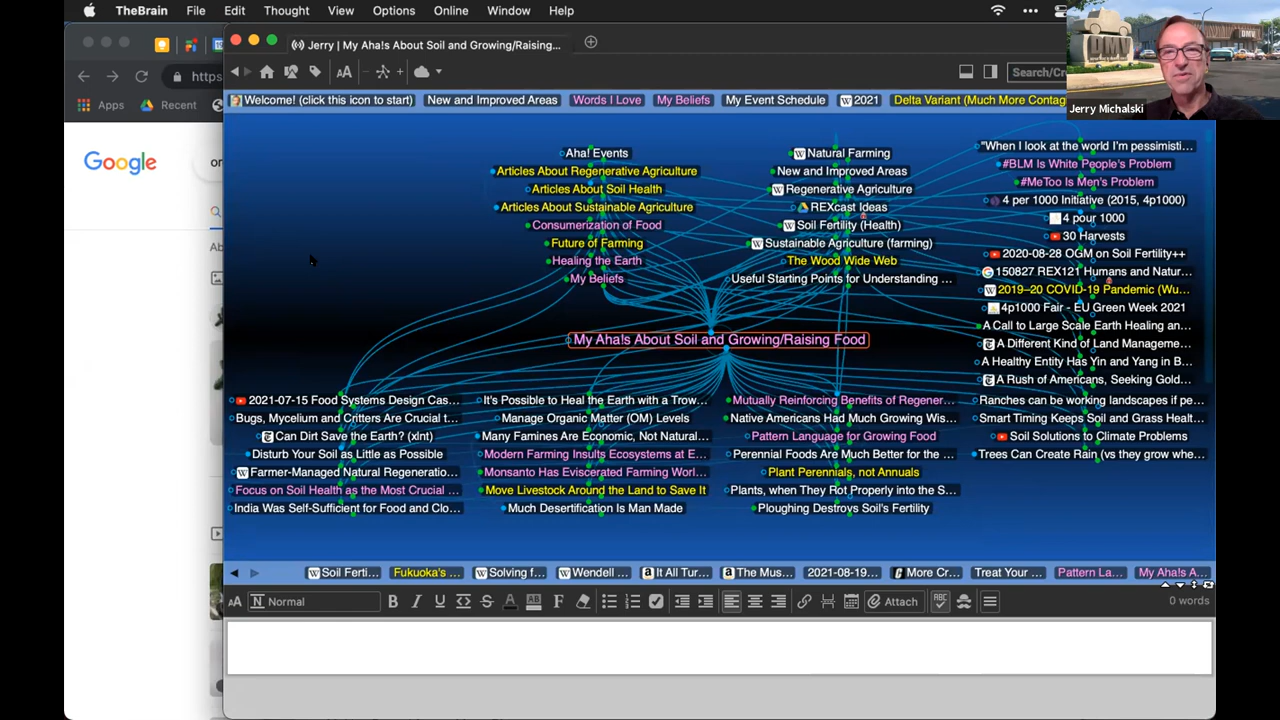 TheBrain File Edit Thought View Options Online Window Help
Jerry | My Aha!s About Soil and Growing/Raising...
https
Search/Cr
DMV
DMV
Jerry Michalski
Apps Recent
Welcome! (click this icon to start) New and Improved Areas Words I Love My Beliefs My Event Schedule W 2021 Delta Variant (Much More Contag
Google
or
Ab
Aha! Events
Articles About Regenerative Agriculture
Articles About Soil Health
Articles About Sustainable Agriculture
Consumerization of Food
Future of Farming
Healing the Earth
My Beliefs
W Natural Farming
New and Improved Areas
W Regenerative Agriculture
REXcast Ideas
W Soil Fertility (Health)
W Sustainable Agriculture (farming)
The Wood Wide Web
Useful Starting Points for Understanding ...
"When I look at the world I'm pessimisti...
#BLM Is White People's Problem
#MeToo Is Men's Problem
4 per 1000 Initiative (2015, 4p1000)
4 pour 1000
30 Harvests
2020-08-28 OGM on Soil Fertility++
G 150827 REX121 Humans and Natur...
W 2019–20 COVID-19 Pandemic (Wu...
4p1000 Fair - EU Green Week 2021
A Call to Large Scale Earth Healing an...
A Different Kind of Land Manageme...
A Healthy Entity Has Yin and Yang in B...
A Rush of Americans, Seeking Gold...
My Aha!s About Soil and Growing/Raising Food
2021-07-15 Food Systems Design Cas...
Bugs, Mycelium and Critters Are Crucial t...
Can Dirt Save the Earth? (xlnt)
Disturb Your Soil as Little as Possible
W Farmer-Managed Natural Regeneratio...
Focus on Soil Health as the Most Crucial ...
India Was Self-Sufficient for Food and Clo...
It's Possible to Heal the Earth with a Trow...
Manage Organic Matter (OM) Levels
Many Famines Are Economic, Not Natural...
Modern Farming Insults Ecosystems at E...
Monsanto Has Eviscerated Farming Worl...
Move Livestock Around the Land to Save It
Much Desertification Is Man Made
Mutually Reinforcing Benefits of Regener...
Native Americans Had Much Growing Wis...
Pattern Language for Growing Food
Perennial Foods Are Much Better for the ...
Plant Perennials, not Annuals
Plants, when They Rot Properly into the S...
Ploughing Destroys Soil's Fertility
Ranches can be working landscapes if pe...
Smart Timing Keeps Soil and Grass Healt...
Soil Solutions to Climate Problems
Trees Can Create Rain (vs they grow whe...
W Soil Ferti... Fukuoka's ... W Solving f... W Wendell ... a It All Tur... a The Mus... 2021-08-19... More Cr... Treat Your ... Pattern La... My Aha!s A...
AA N Normal B I U S A AB F Attach ABC 0 words